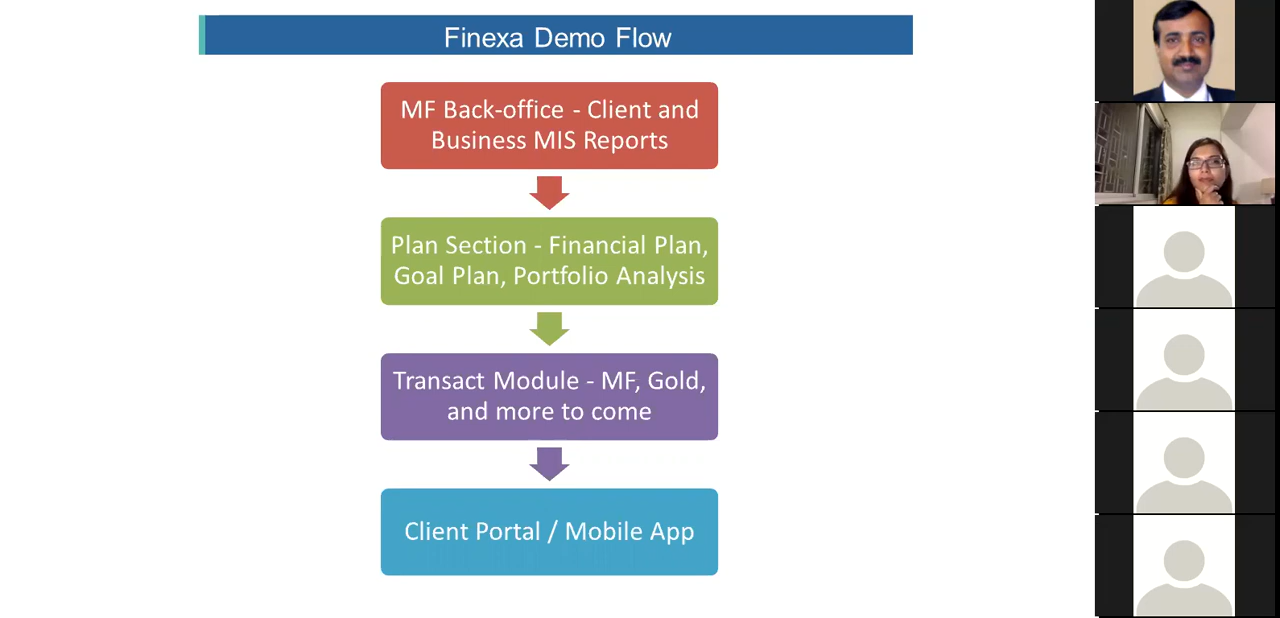 Finexa Demo Flow
MF Back-office - Client and
Business MIS Reports
Plan Section - Financial Plan,
Goal Plan, Portfolio Analysis
Transact Module - MF, Gold,
and more to come
Client Portal / Mobile App